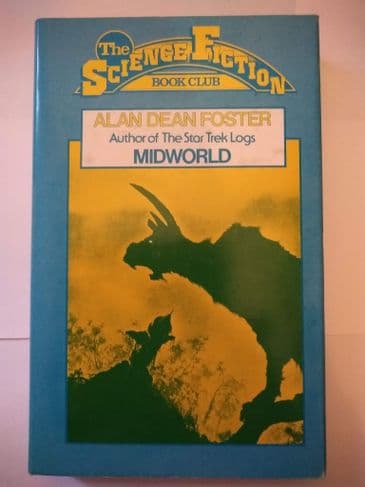 The
SCIENCE FICTION
BOOK CLUB
ALAN DEAN FOSTER
Author of The Star Trek Logs
MIDWORLD